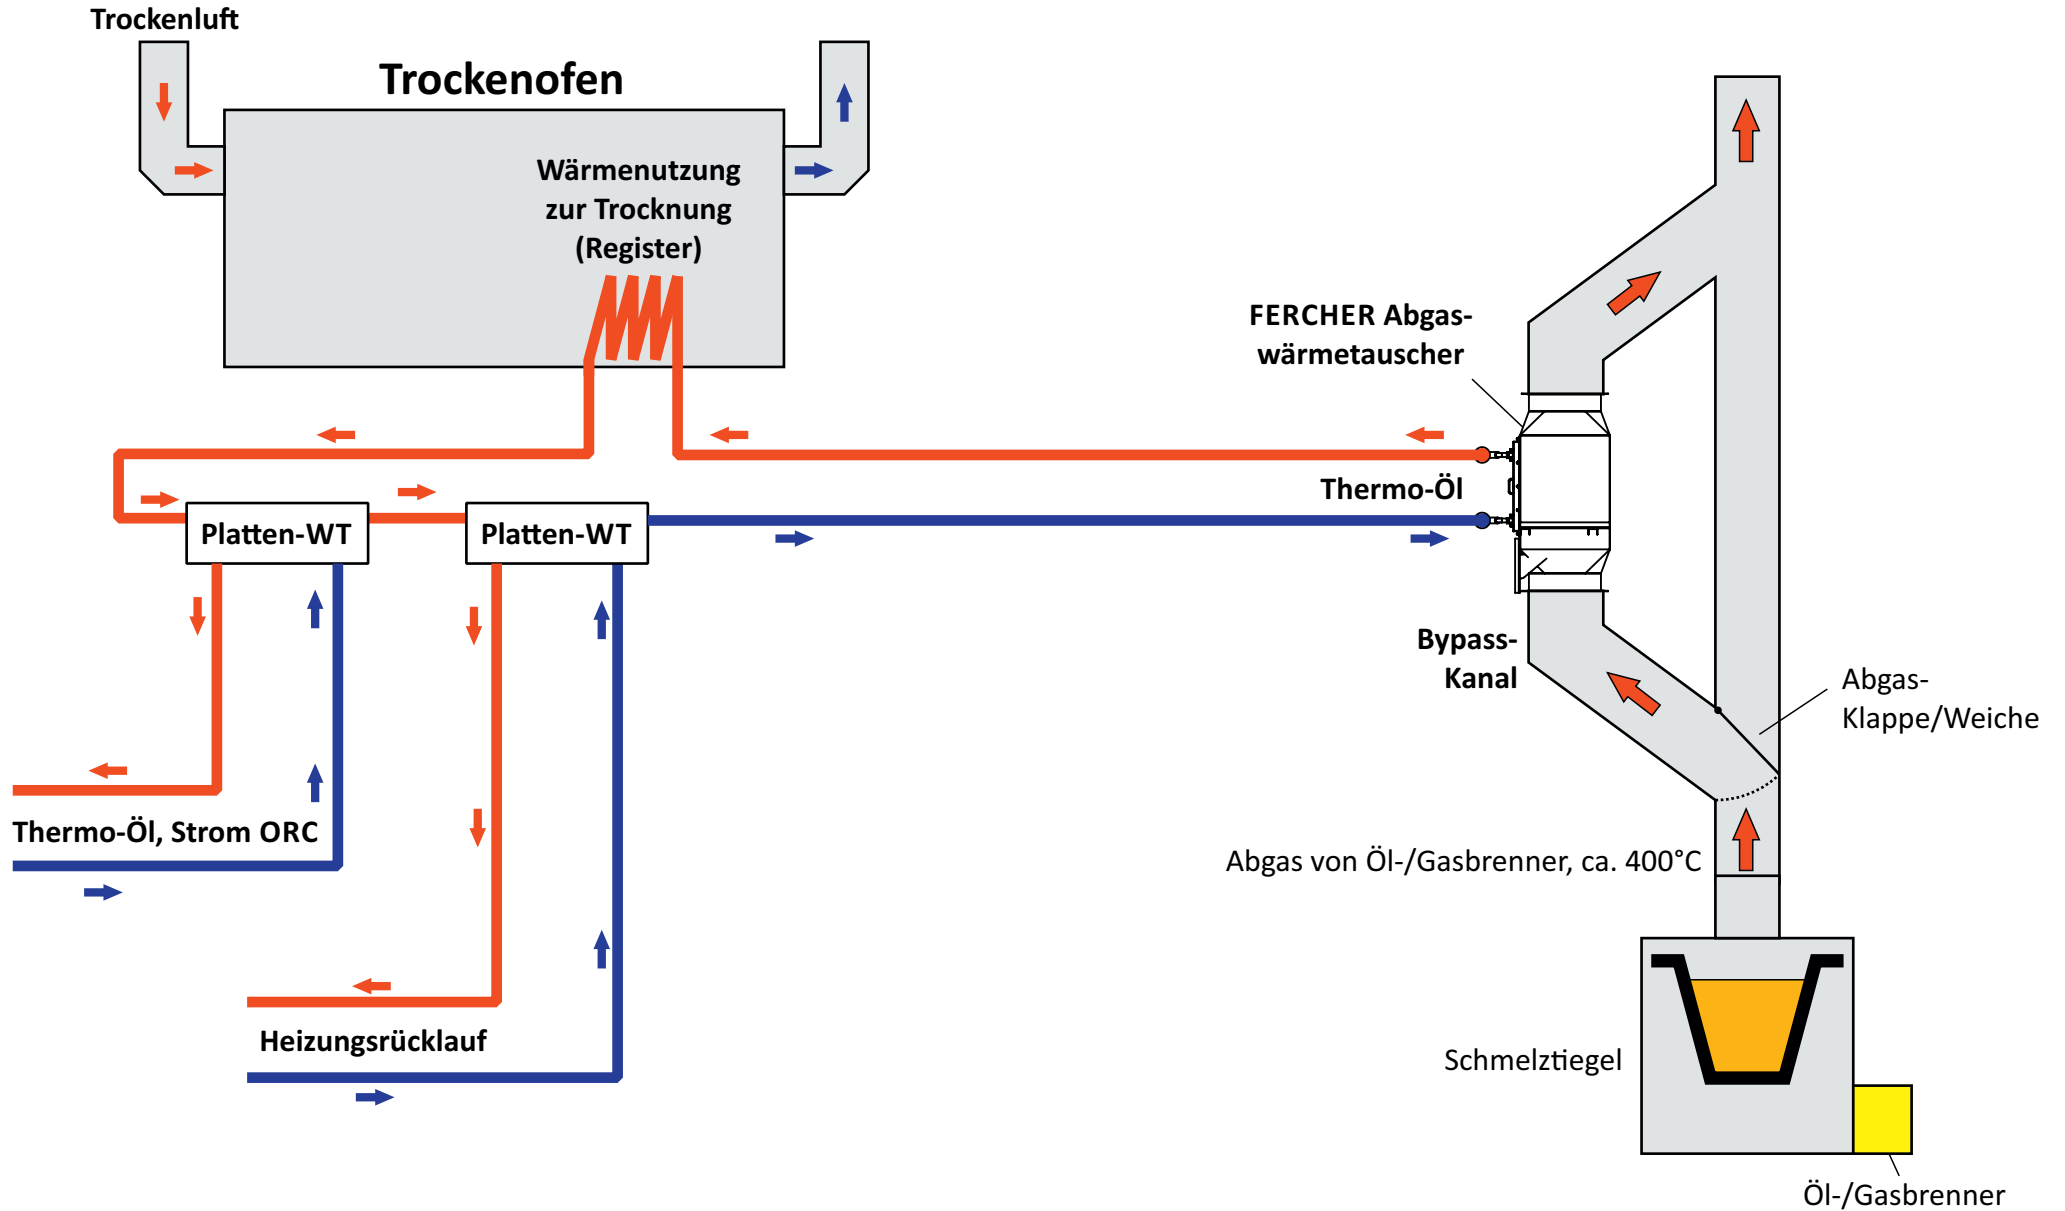 Trockenluft
Trockenofen
Wärmenutzung
zur Trocknung
(Register)
FERCHER Abgas-
wärmetauscher
Thermo-Öl
Platten-WT
Platten-WT
Bypass-
Kanal
Abgas-
Klappe/Weiche
Thermo-Öl, Strom ORC
Abgas von Öl-/Gasbrenner, ca. 400°C
Heizungsrücklauf
Schmelztiegel
Öl-/Gasbrenner